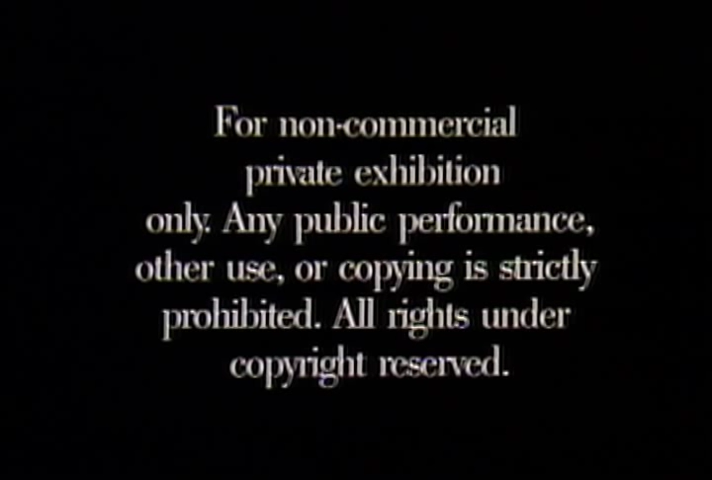 For non-commercial
private exhibition
only. Any public performance,
other use, or copying is strictly
prohibited. All rights under
copyright reserved.